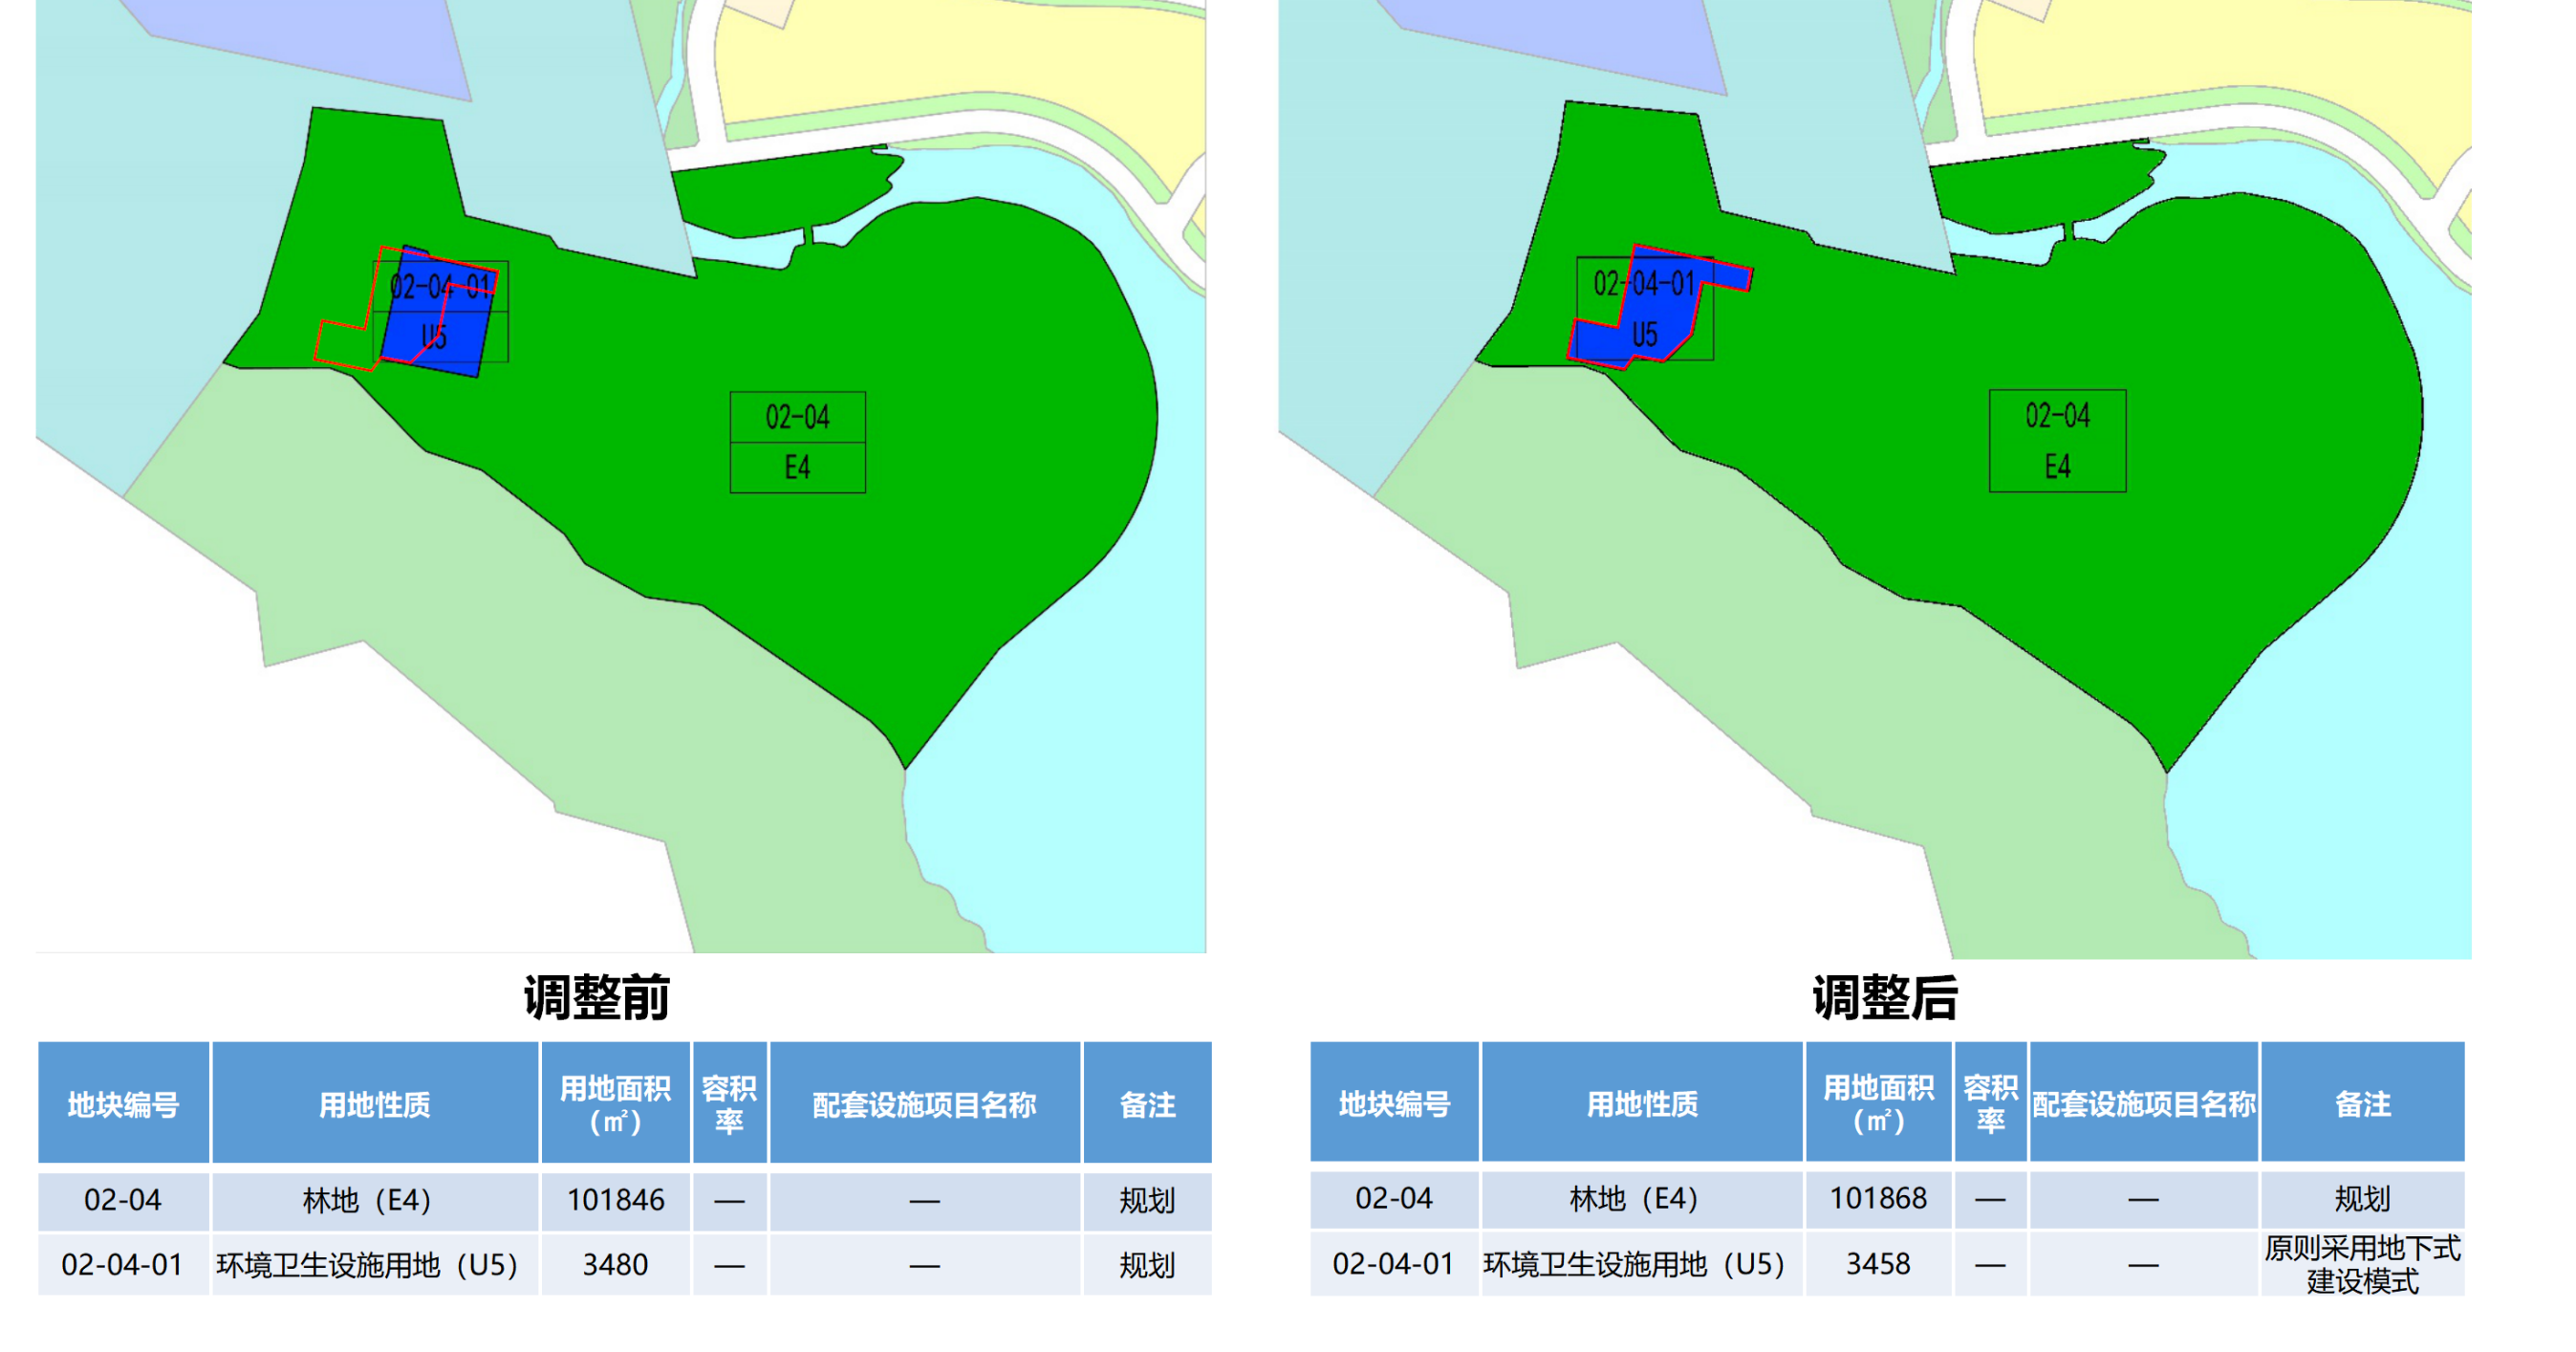 02-04-01
U5
02-04
E4
02-04-01
U5
02-04
E4
调整前
调整后
地块编号 用地性质 用地面积（㎡） 容积率 配套设施项目名称 备注
02-04 林地（E4） 101846 — — 规划
02-04-01 环境卫生设施用地（U5） 3480 — — 规划
地块编号 用地性质 用地面积（㎡） 容积率 配套设施项目名称 备注
02-04 林地（E4） 101868 — — 规划
02-04-01 环境卫生设施用地（U5） 3458 — — 原则采用地下式建设模式